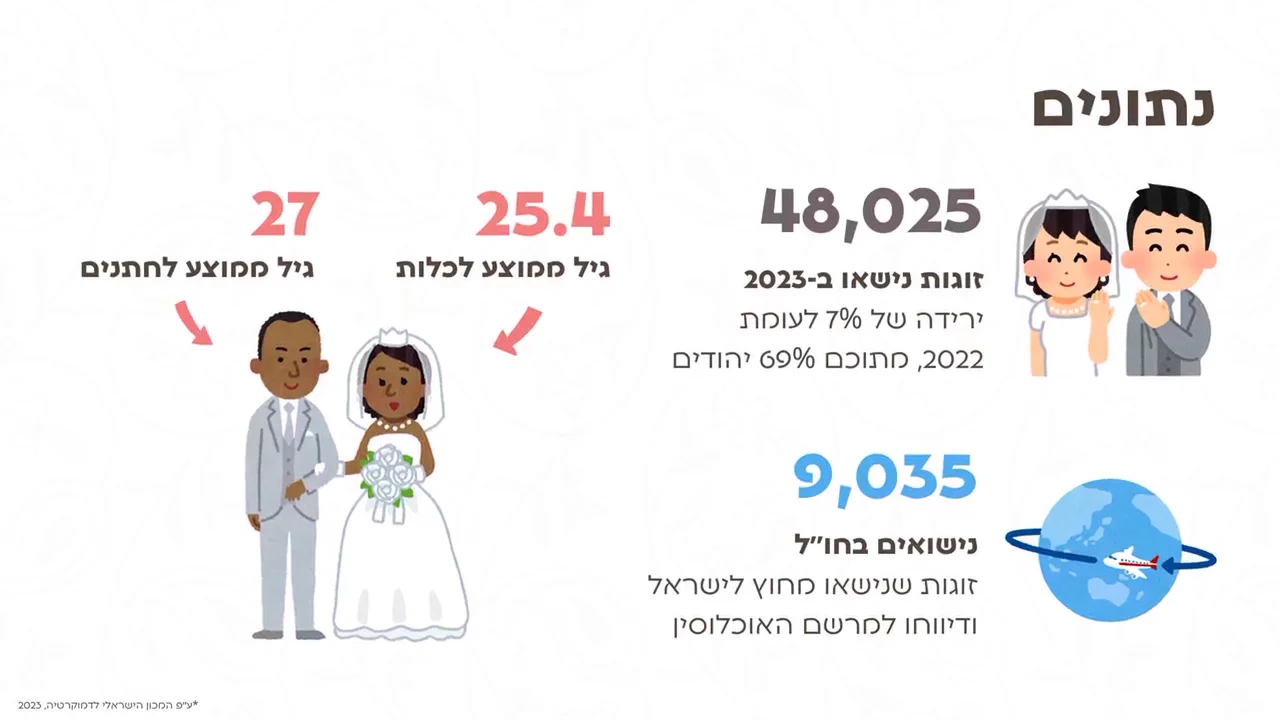 נתונים
48,025
זוגות נישאו ב-2023
ירידה של 7% לעומת
2022, מתוכם 69% יהודים
9,035
נישואים בחו״ל
זוגות שנישאו מחוץ לישראל
ודיווחו למרשם האוכלוסין
25.4
גיל ממוצע לכלות
27
גיל ממוצע לחתנים
*ע״פ המכון הישראלי לדמוקרטיה, 2023